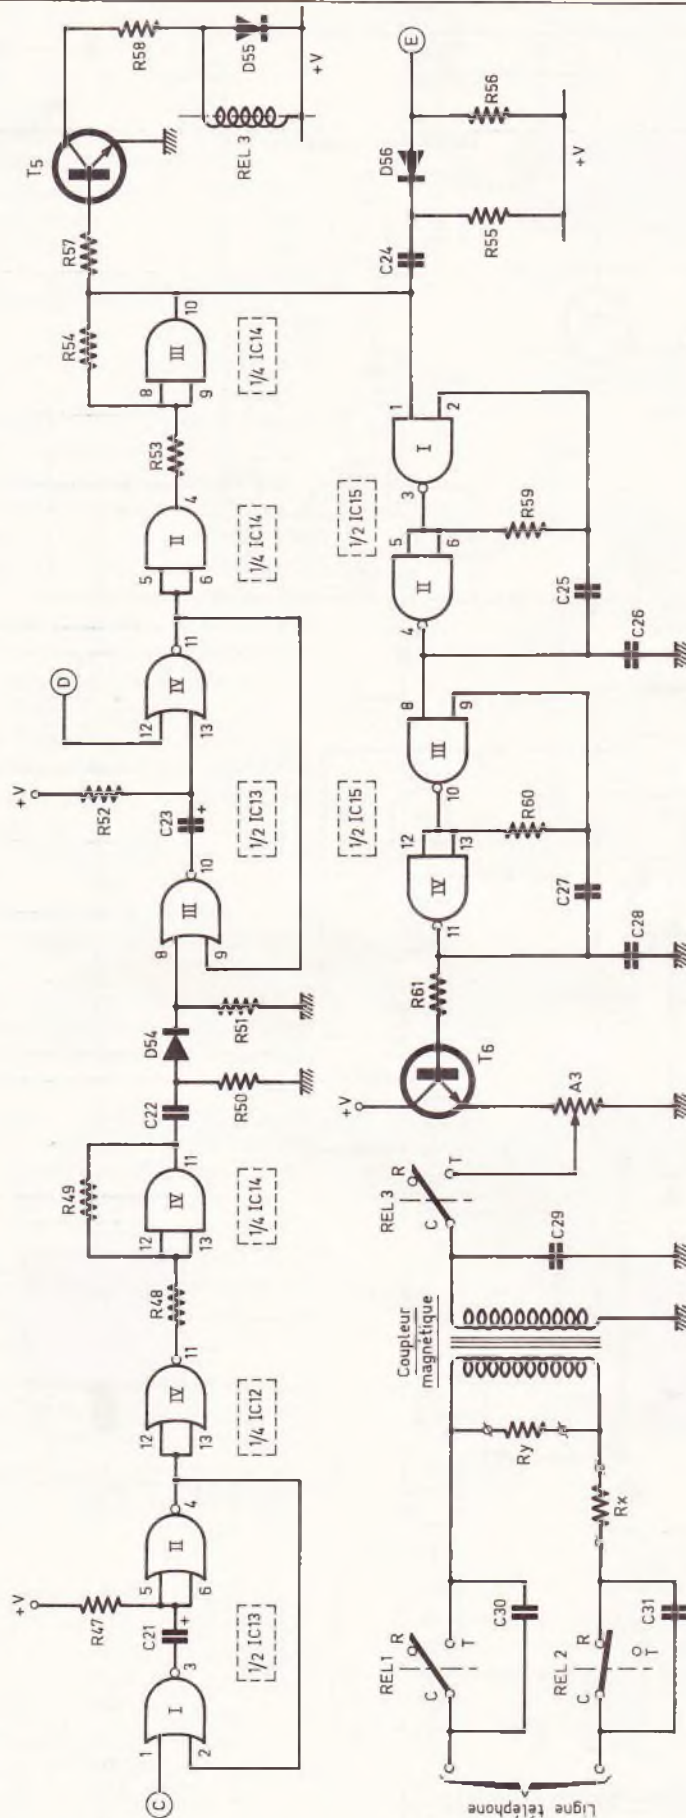 C
1
2
I
3
1/2 IC13
C21
+
R47
+V
5
6
II
4
12
13
IV
11
1/4 IC12
R48
12
13
IV
11
1/4 IC14
R49
C22
R50
D54
R51
8
9
III
10
1/2 IC13
C23
+
R52
+V
D
12
13
IV
11
5
6
II
4
1/4 IC14
R53
8
9
III
10
1/4 IC14
R54
R57
T5
R58
REL 3
D55
+V
Ligne téléphone
REL1
C
R
T
C30
REL 2
C
R
T
C31
Rx
Ry
Coupleur
magnétique
C29
REL 3
C
R
T
A3
+V
T6
R61
11
IV
12
13
1/2 IC15
C28
C27
R60
10
III
8
9
4
II
5
6
1/2 IC15
C26
C25
R59
3
I
1
2
C24
R55
D56
R56
+V
E